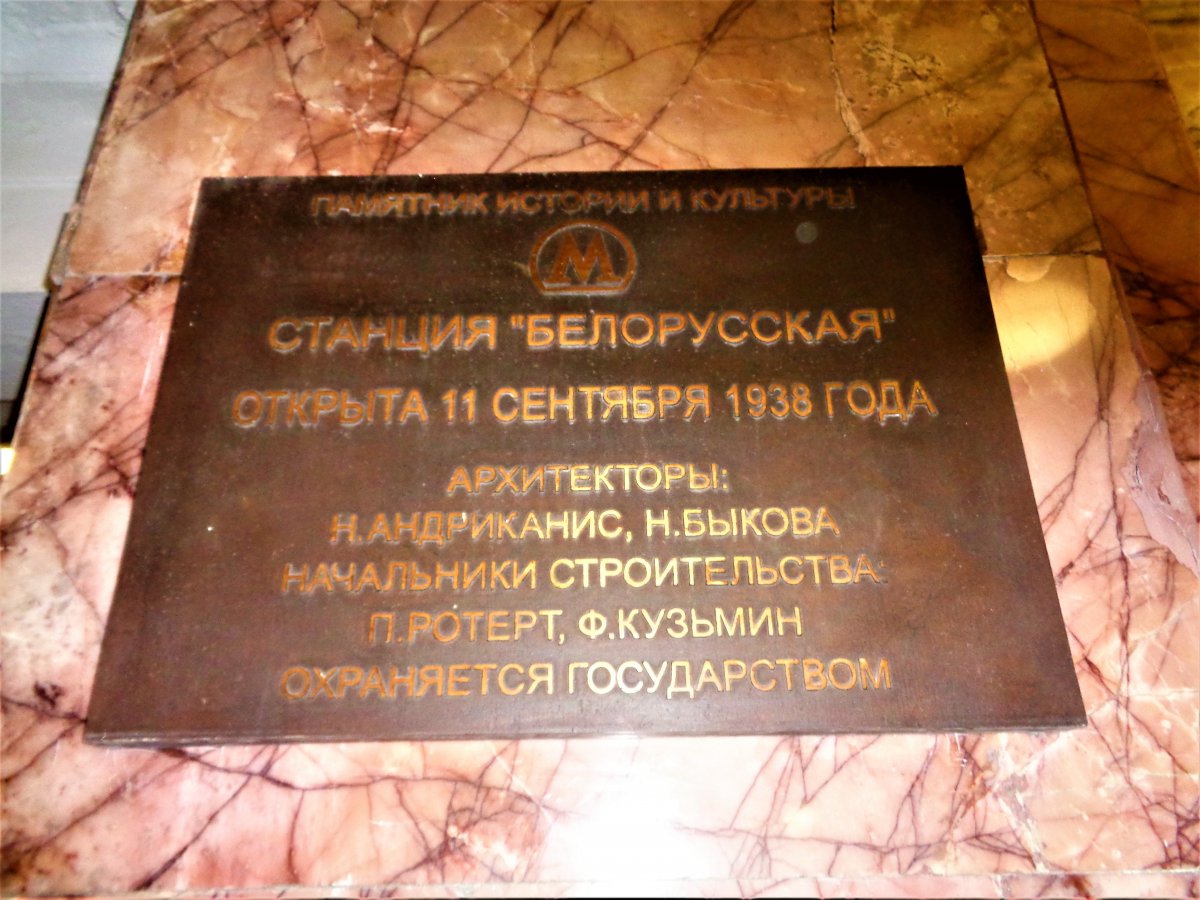 ПАМЯТНИК ИСТОРИИ И КУЛЬТУРЫ
М
СТАНЦИЯ "БЕЛОРУССКАЯ"
ОТКРЫТА 11 СЕНТЯБРЯ 1938 ГОДА
АРХИТЕКТОРЫ:
Н.АНДРИКАНИС, Н.БЫКОВА
НАЧАЛЬНИКИ СТРОИТЕЛЬСТВА:
П.РОТЕРТ, Ф.КУЗЬМИН
ОХРАНЯЕТСЯ ГОСУДАРСТВОМ